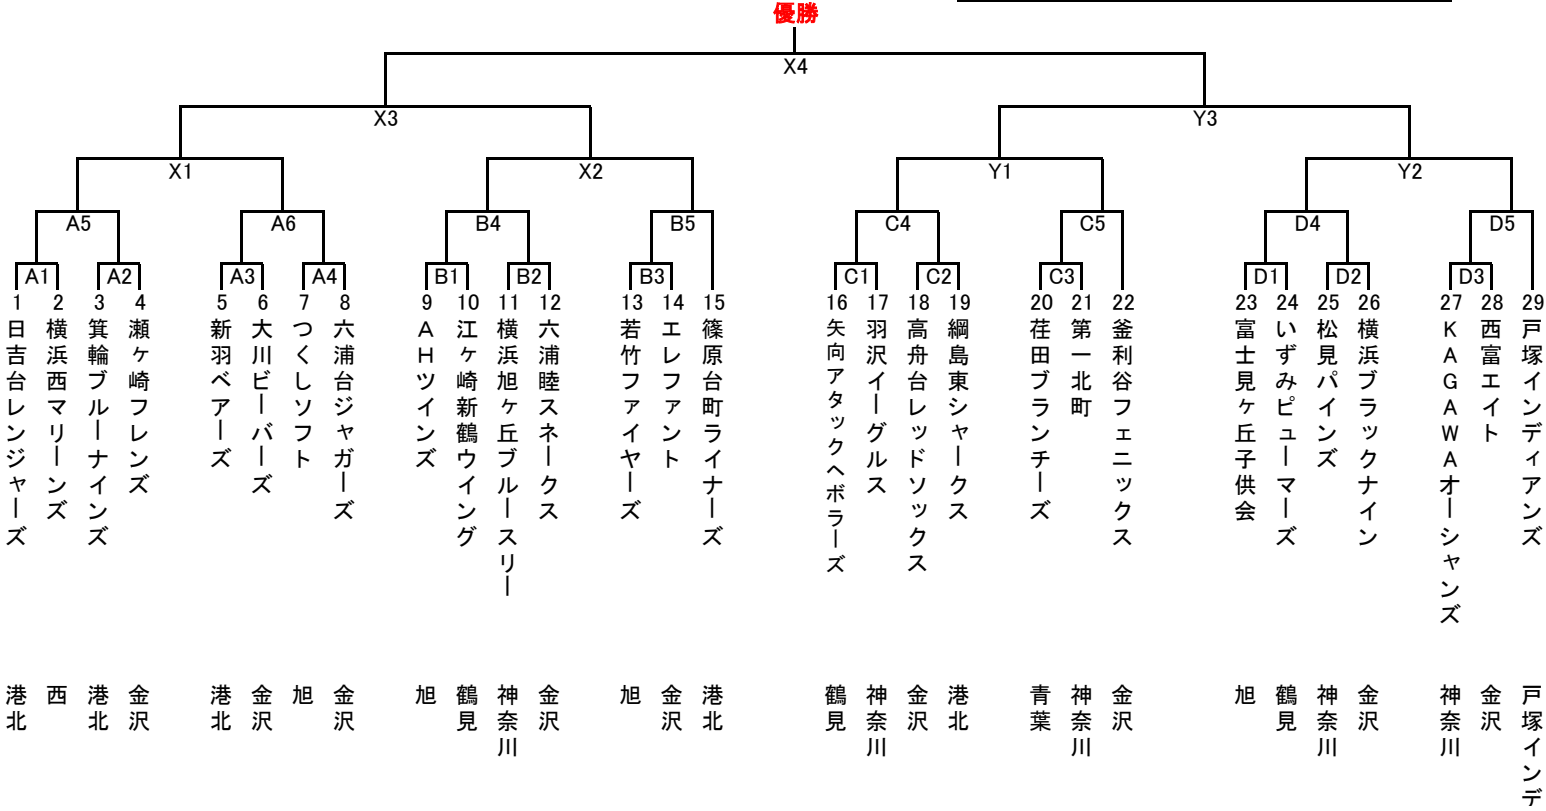 優勝
X4
X3 Y3
X1 X2 Y1 Y2
A5 A6 B4 B5 C4 C5 D4 D5
A1 A2 A3 A4 B1 B2 B3 C1 C2 C3 D1 D2 D3
1 2 3 4 5 6 7 8 9 10 11 12 13 14 15 16 17 18 19 20 21 22 23 24 25 26 27 28 29
日吉台レンジャーズ
横浜西マリーンズ
箕輪ブルーナインズ
瀬ヶ崎フレンズ
新羽ベアーズ
大川ビーバーズ
つくしソフト
六浦台ジャガーズ
AHツインズ
江ヶ崎新鶴ウイング
横浜旭ヶ丘ブルースリー
六浦睦スネークス
若竹ファイヤーズ
エレファント
篠原台町ライナーズ
矢向アタックヘボラーズ
羽沢イーグルス
高舟台レッドソックス
綱島東シャークス
荏田ブランチーズ
第一北町
釜利谷フェニックス
富士見ヶ丘子供会
いずみピューマーズ
松見パインズ
横浜ブラックナイン
KAGAWAオーシャンズ
西富エイト
戸塚インディアンズ
港北
西
港北
金沢
港北
金沢
旭
金沢
旭
鶴見
神奈川
金沢
旭
金沢
港北
鶴見
神奈川
金沢
港北
青葉
神奈川
金沢
旭
鶴見
神奈川
金沢
神奈川
金沢
戸塚インデ